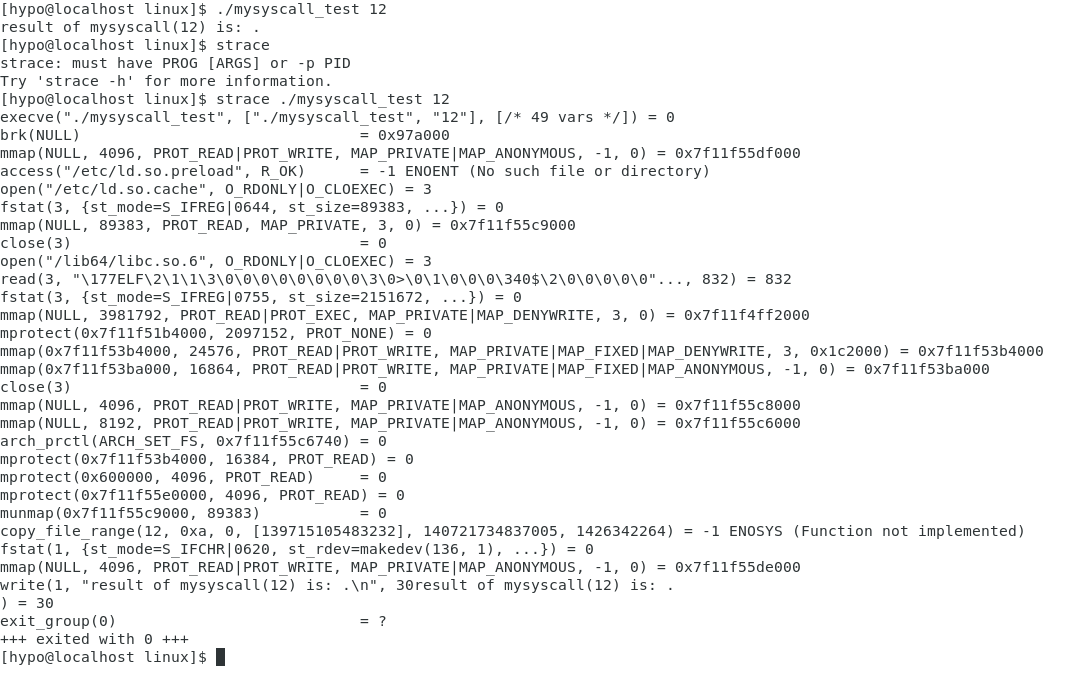 [hypo@localhost linux]$ ./mysyscall_test 12
result of mysyscall(12) is: .
[hypo@localhost linux]$ strace
strace: must have PROG [ARGS] or -p PID
Try 'strace -h' for more information.
[hypo@localhost linux]$ strace ./mysyscall_test 12
execve("./mysyscall_test", ["./mysyscall_test", "12"], [/* 49 vars */]) = 0
brk(NULL)                               = 0x97a000
mmap(NULL, 4096, PROT_READ|PROT_WRITE, MAP_PRIVATE|MAP_ANONYMOUS, -1, 0) = 0x7f11f55df000
access("/etc/ld.so.preload", R_OK)      = -1 ENOENT (No such file or directory)
open("/etc/ld.so.cache", O_RDONLY|O_CLOEXEC) = 3
fstat(3, {st_mode=S_IFREG|0644, st_size=89383, ...}) = 0
mmap(NULL, 89383, PROT_READ, MAP_PRIVATE, 3, 0) = 0x7f11f55c9000
close(3)                                = 0
open("/lib64/libc.so.6", O_RDONLY|O_CLOEXEC) = 3
read(3, "\177ELF\2\1\1\3\0\0\0\0\0\0\0\0\3\0>\0\1\0\0\0\340$\2\0\0\0\0\0"..., 832) = 832
fstat(3, {st_mode=S_IFREG|0755, st_size=2151672, ...}) = 0
mmap(NULL, 3981792, PROT_READ|PROT_EXEC, MAP_PRIVATE|MAP_DENYWRITE, 3, 0) = 0x7f11f4ff2000
mprotect(0x7f11f51b4000, 2097152, PROT_NONE) = 0
mmap(0x7f11f53b4000, 24576, PROT_READ|PROT_WRITE, MAP_PRIVATE|MAP_FIXED|MAP_DENYWRITE, 3, 0x1c2000) = 0x7f11f53b4000
mmap(0x7f11f53ba000, 16864, PROT_READ|PROT_WRITE, MAP_PRIVATE|MAP_FIXED|MAP_ANONYMOUS, -1, 0) = 0x7f11f53ba000
close(3)                                = 0
mmap(NULL, 4096, PROT_READ|PROT_WRITE, MAP_PRIVATE|MAP_ANONYMOUS, -1, 0) = 0x7f11f55c8000
mmap(NULL, 8192, PROT_READ|PROT_WRITE, MAP_PRIVATE|MAP_ANONYMOUS, -1, 0) = 0x7f11f55c6000
arch_prctl(ARCH_SET_FS, 0x7f11f55c6740) = 0
mprotect(0x7f11f53b4000, 16384, PROT_READ) = 0
mprotect(0x600000, 4096, PROT_READ)     = 0
mprotect(0x7f11f55e0000, 4096, PROT_READ) = 0
munmap(0x7f11f55c9000, 89383)           = 0
copy_file_range(12, 0xa, 0, [139715105483232], 140721734837005, 1426342264) = -1 ENOSYS (Function not implemented)
fstat(1, {st_mode=S_IFCHR|0620, st_rdev=makedev(136, 1), ...}) = 0
mmap(NULL, 4096, PROT_READ|PROT_WRITE, MAP_PRIVATE|MAP_ANONYMOUS, -1, 0) = 0x7f11f55de000
write(1, "result of mysyscall(12) is: .\n", 30result of mysyscall(12) is: .
) = 30
exit_group(0)                           = ?
+++ exited with 0 +++
[hypo@localhost linux]$